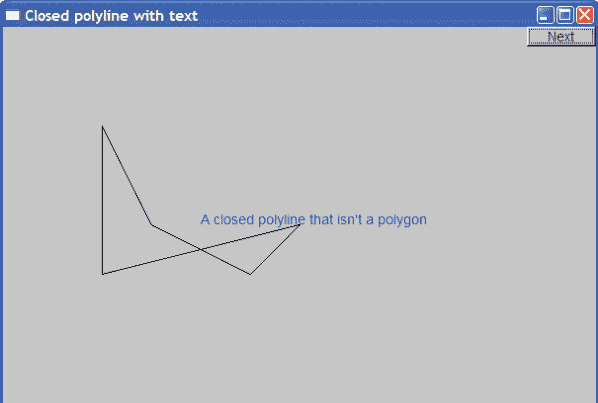 Closed polyline with text
Next
A closed polyline that isn't a polygon